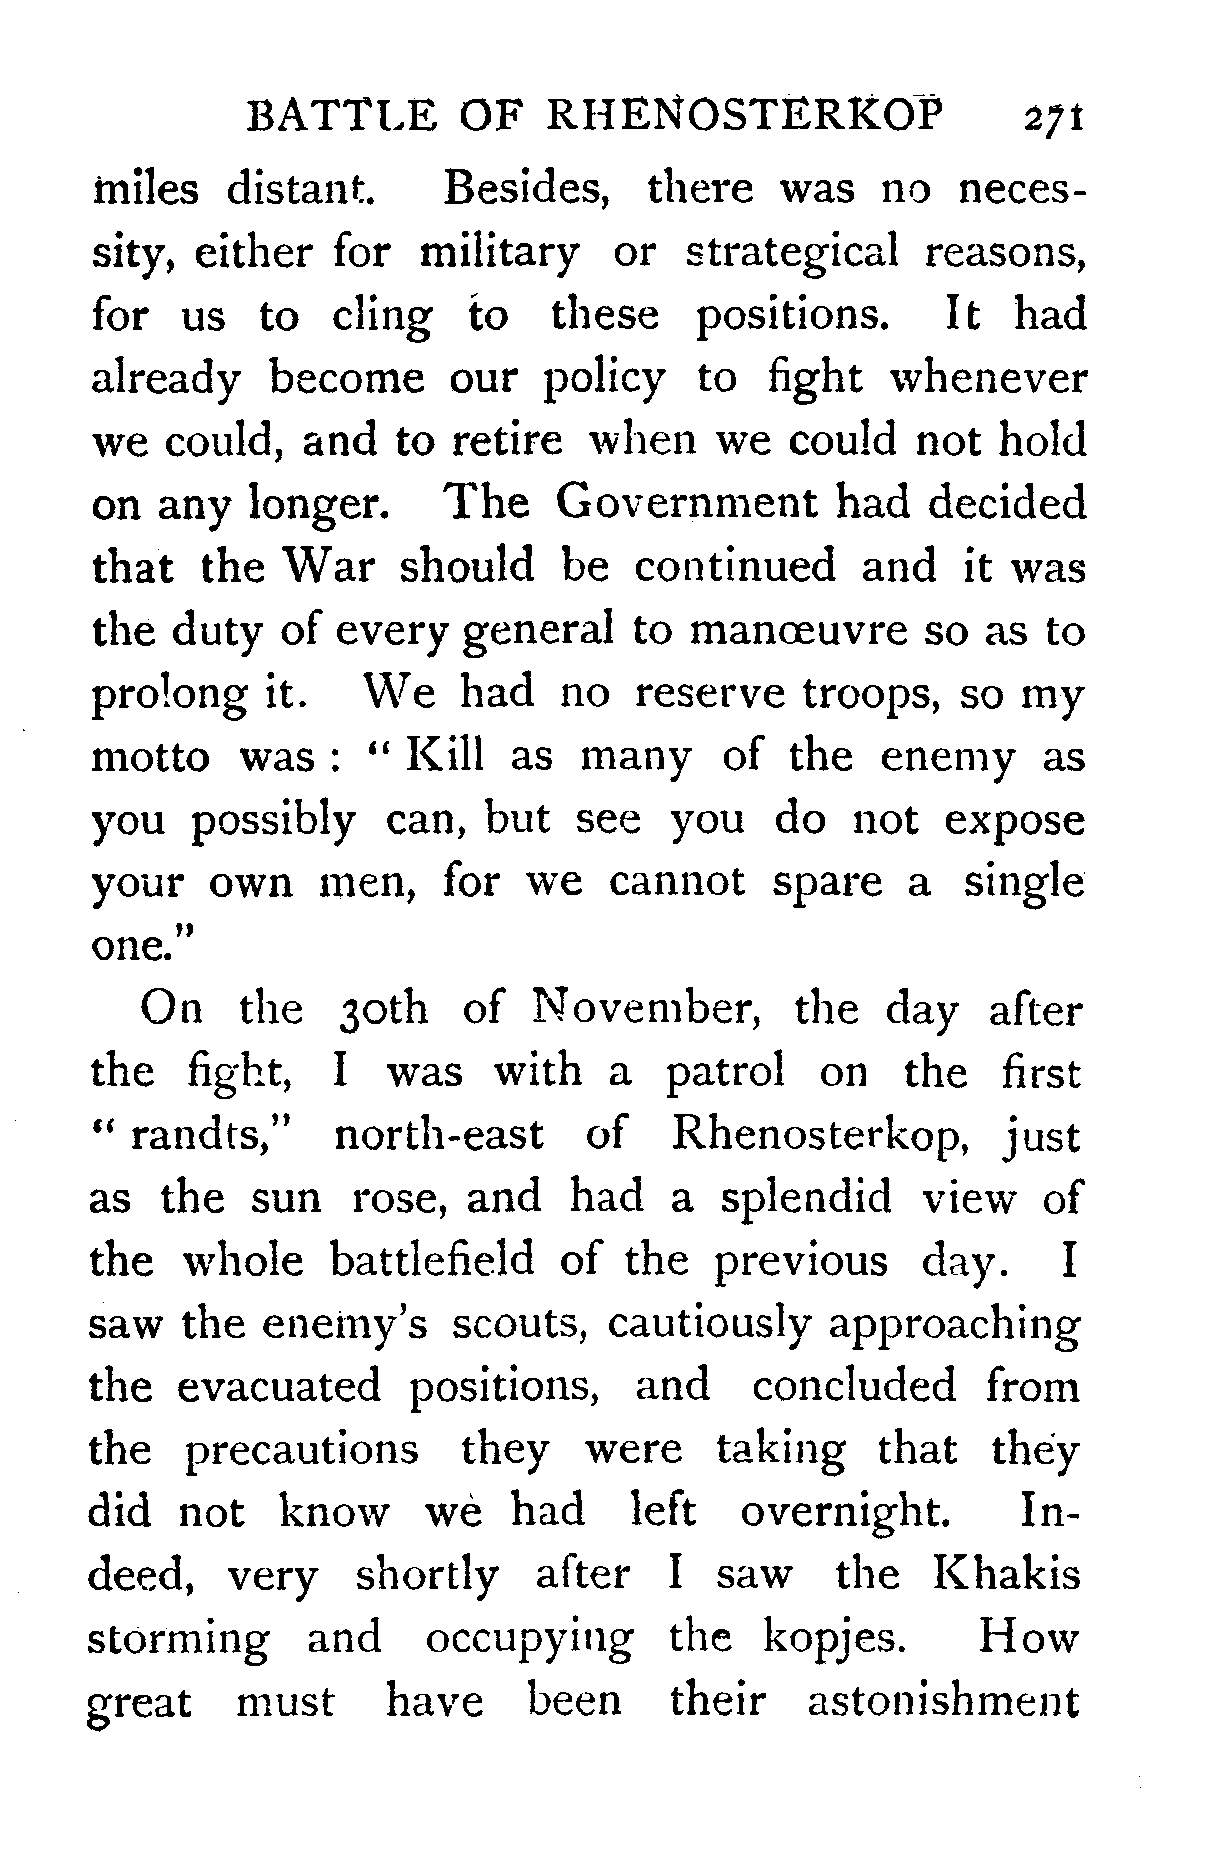 BATTLE OF RHENOSTERKOP 271
miles distant. Besides, there was no neces-
sity, either for military or strategical reasons,
for us to cling to these positions. It had
already become our policy to fight whenever
we could, and to retire when we could not hold
on any longer. The Government had decided
that the War should be continued and it was
the duty of every general to manœuvre so as to
prolong it. We had no reserve troops, so my
motto was : “ Kill as many of the enemy as
you possibly can, but see you do not expose
your own men, for we cannot spare a single
one.”
On the 30th of November, the day after
the fight, I was with a patrol on the first
“ randts,” north-east of Rhenosterkop, just
as the sun rose, and had a splendid view of
the whole battlefield of the previous day. I
saw the enemy's scouts, cautiously approaching
the evacuated positions, and concluded from
the precautions they were taking that they
did not know we had left overnight. In-
deed, very shortly after I saw the Khakis
storming and occupying the kopjes. How
great must have been their astonishment